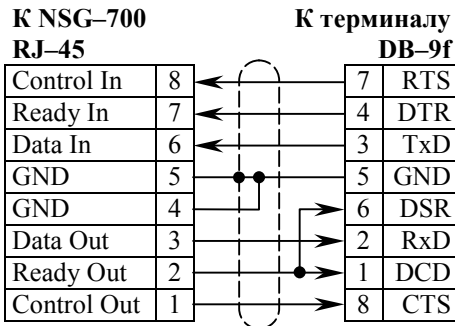 К NSG–700 К терминалу
RJ–45 DB–9f
Control In 8 7 RTS
Ready In 7 4 DTR
Data In 6 3 TxD
GND 5 5 GND
GND 4 6 DSR
Data Out 3 2 RxD
Ready Out 2 1 DCD
Control Out 1 8 CTS